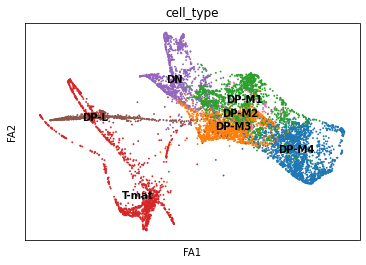 cell_type
DN
DP-M1
DP-L
DP-M2
DP-M3
DP-M4
T-mat
FA2
FA1